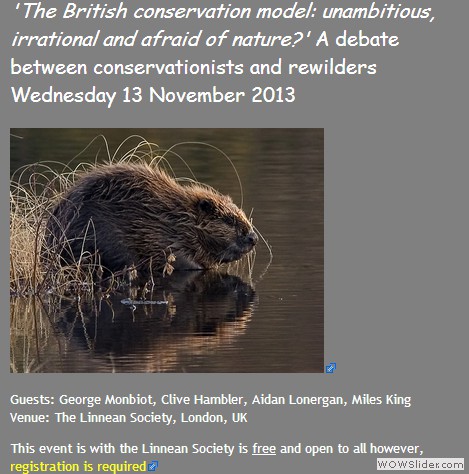 'The British conservation model: unambitious,
irrational and afraid of nature?' A debate
between conservationists and rewilders
Wednesday 13 November 2013
Guests: George Monbiot, Clive Hambler, Aidan Lonergan, Miles King
Venue: The Linnean Society, London, UK
This event is with the Linnean Society is free and open to all however,
registration is required
WOWSlider.com